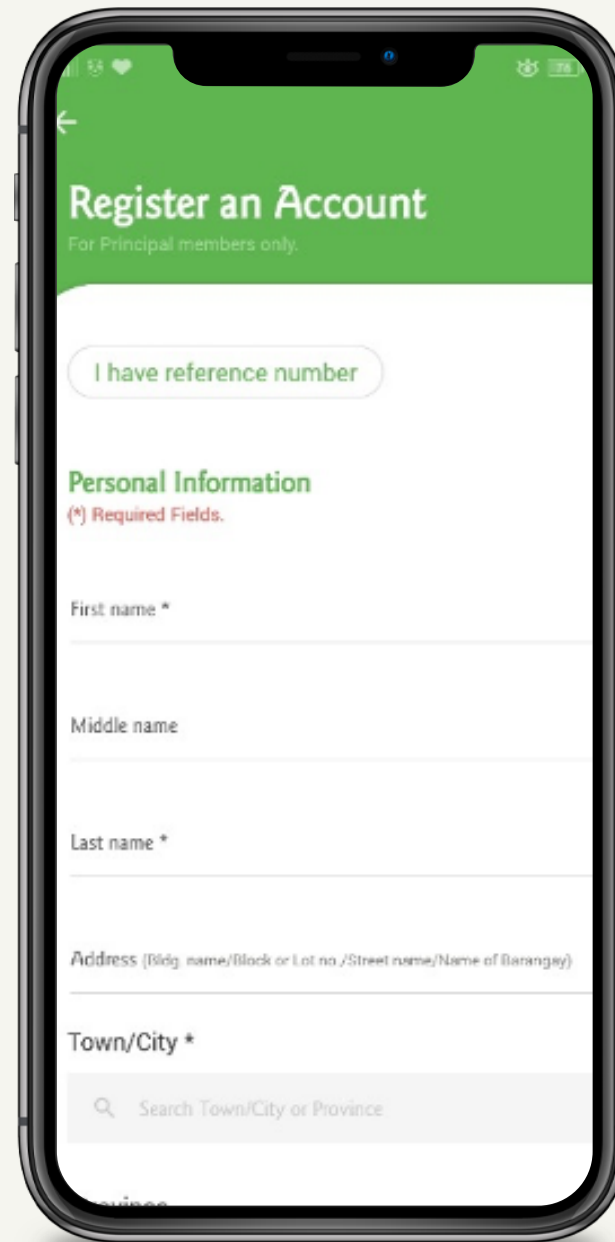 Register an Account
For Principal members only.
I have reference number
Personal Information
(*) Required Fields.
First name *
Middle name
Last name *
Address (Bldg. name/Block or Lot no./Street name/Name of Barangay)
Town/City *
Search Town/City or Province